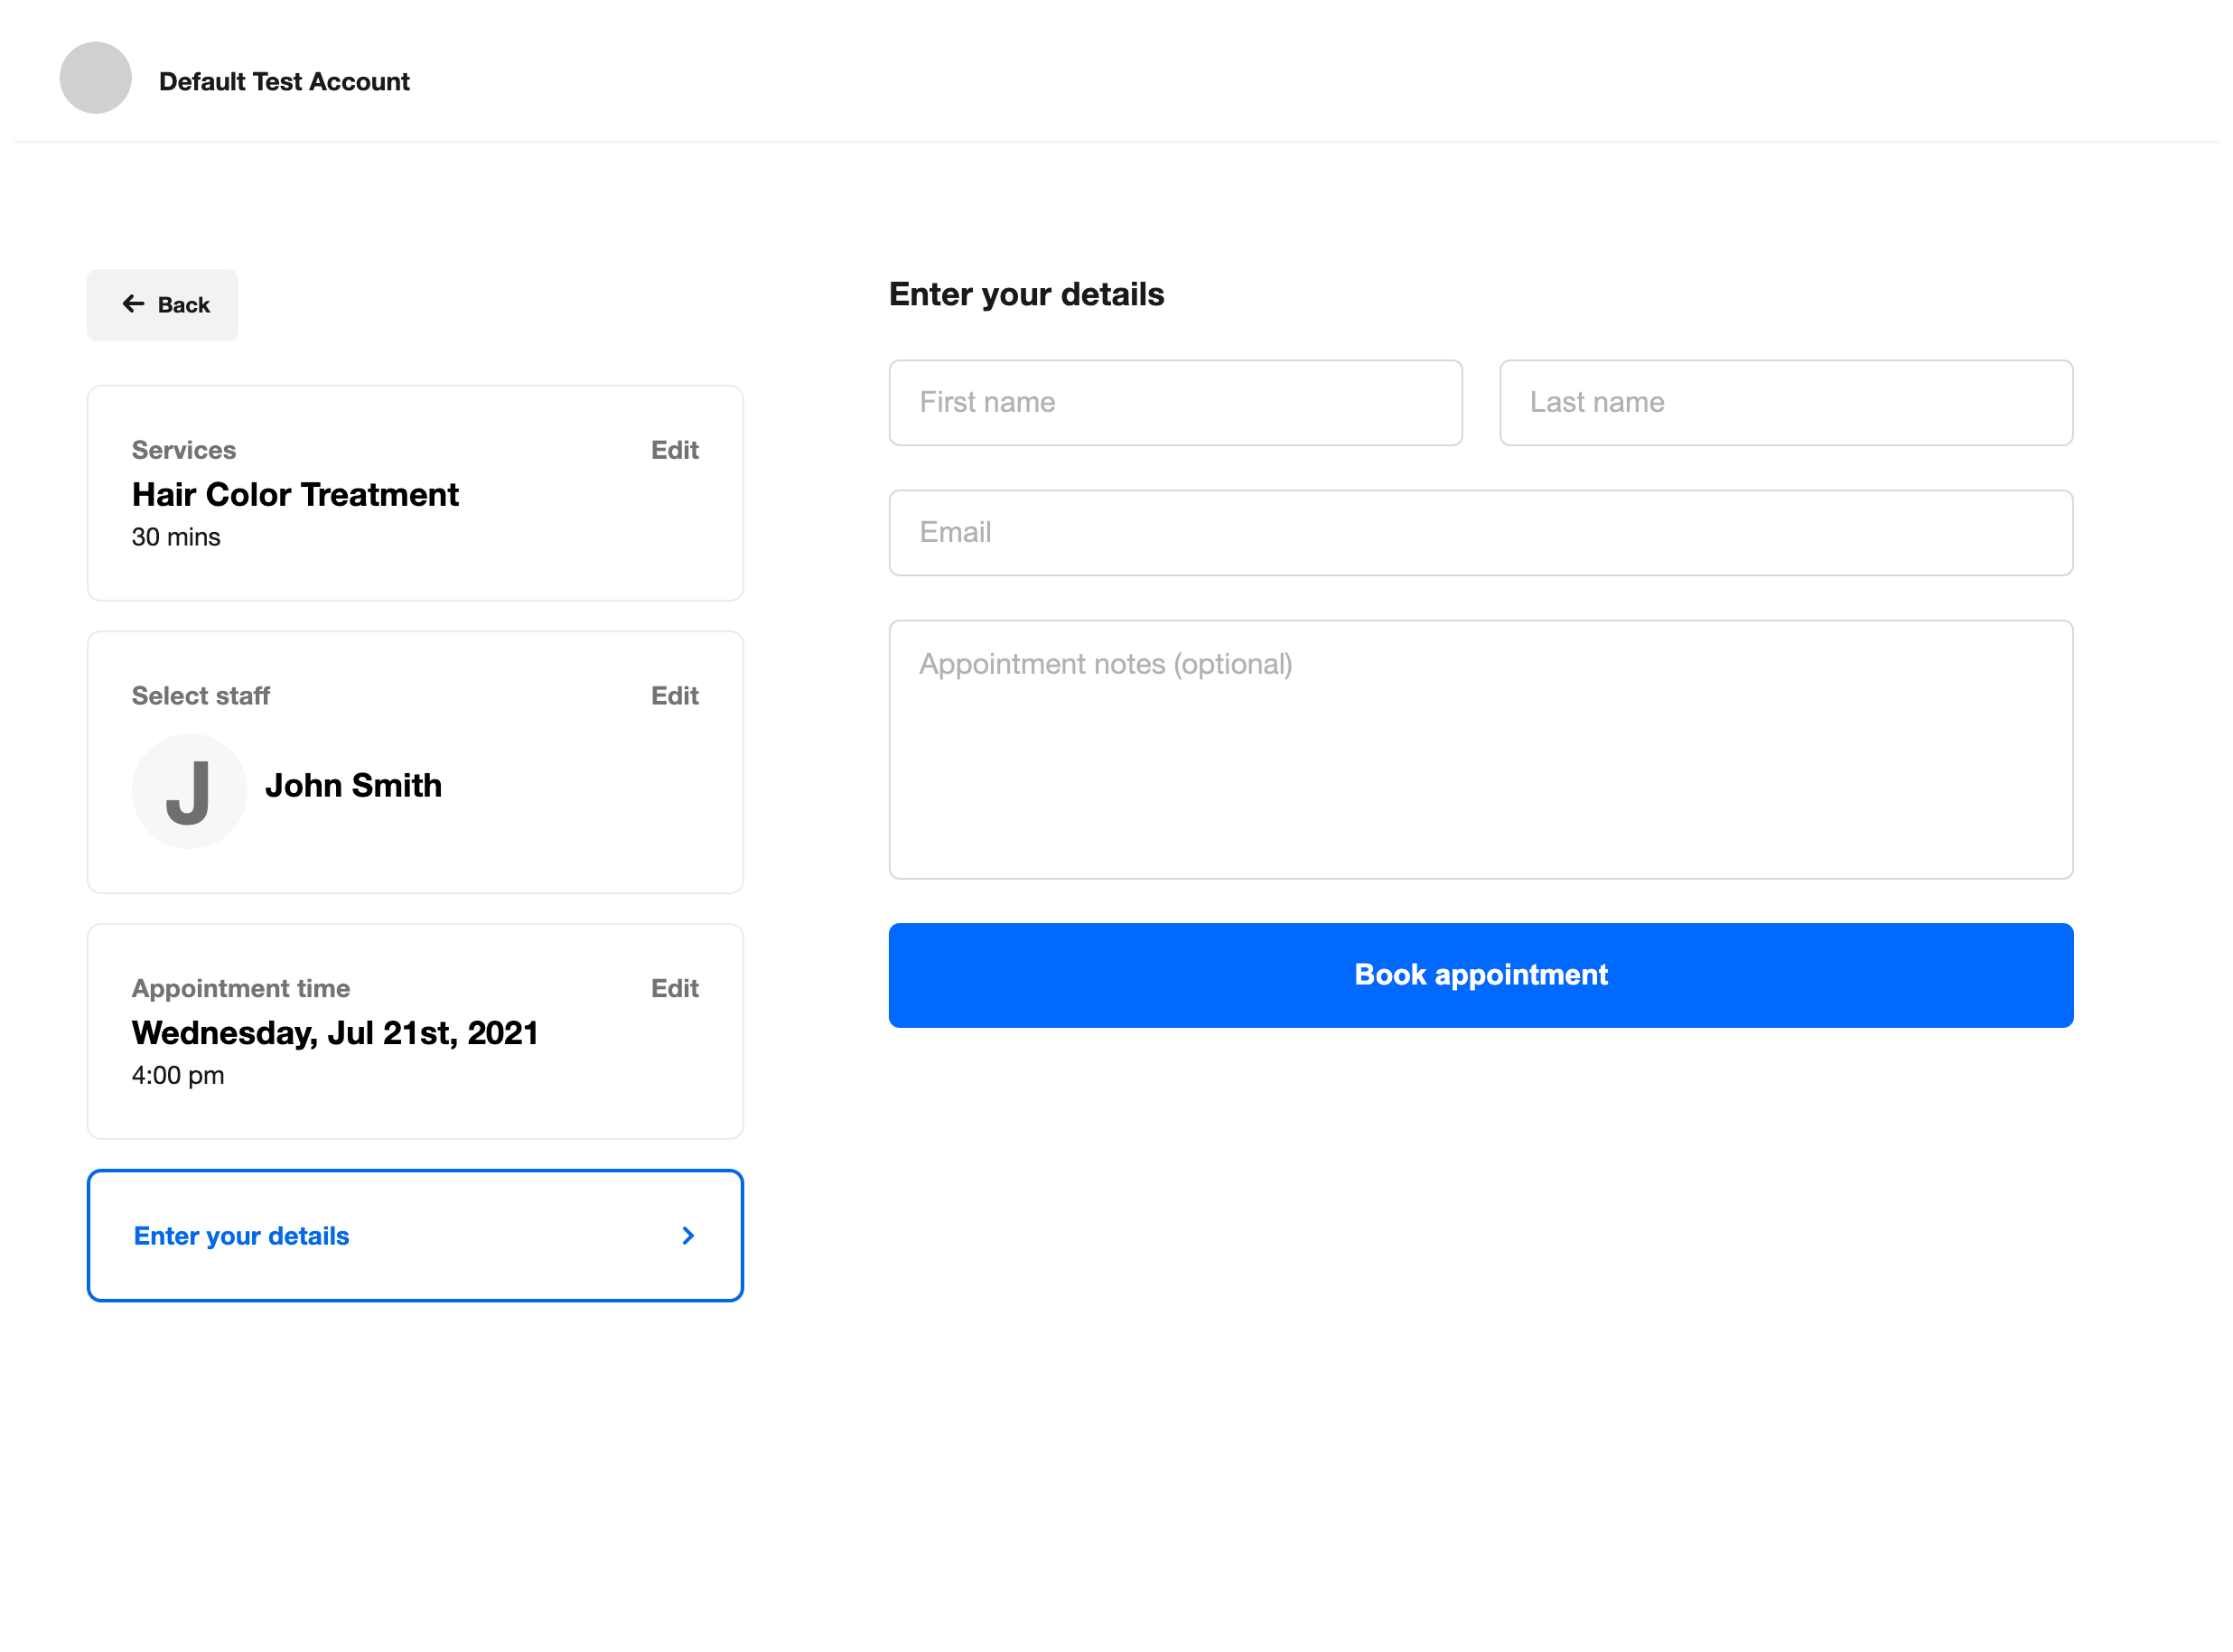 Default Test Account
Back
Services
Edit
Hair Color Treatment
30 mins
Select staff
Edit
J
John Smith
Appointment time
Edit
Wednesday, Jul 21st, 2021
4:00 pm
Enter your details
Enter your details
First name
Last name
Email
Appointment notes (optional)
Book appointment